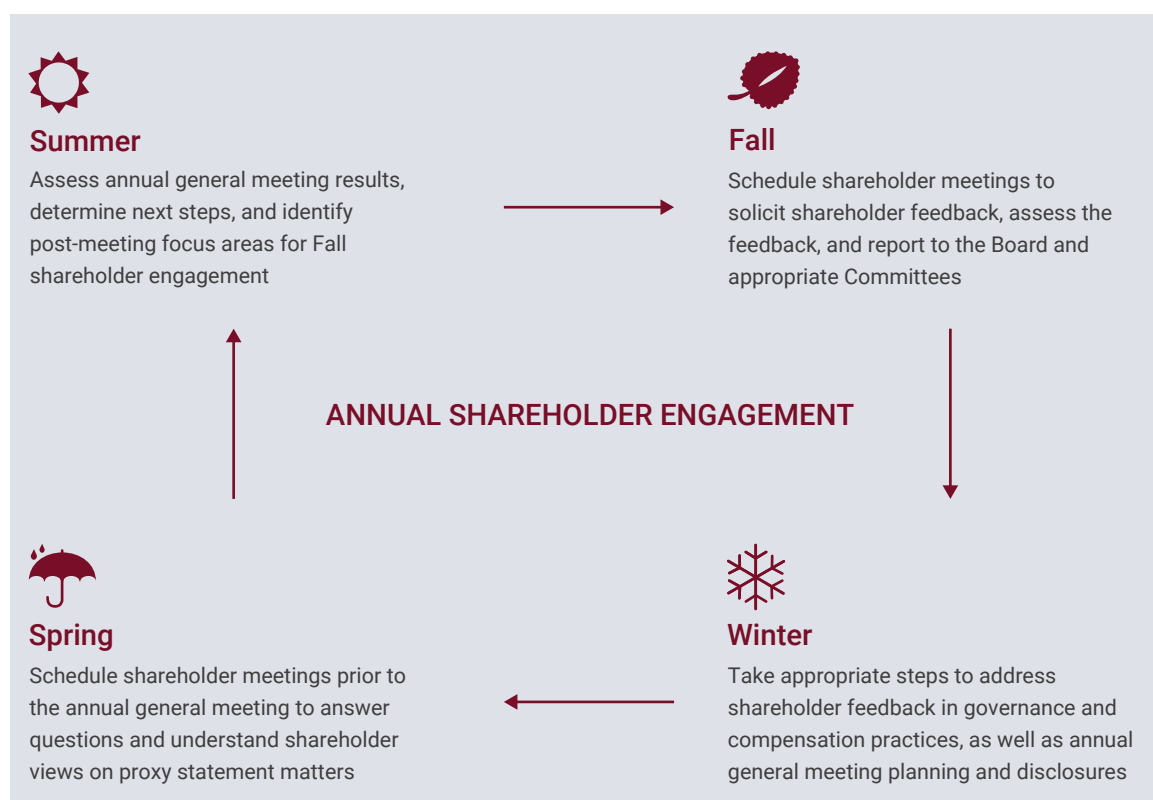 Summer
Assess annual general meeting results,
determine next steps, and identify
post-meeting focus areas for Fall
shareholder engagement
Fall
Schedule shareholder meetings to
solicit shareholder feedback, assess the
feedback, and report to the Board and
appropriate Committees
ANNUAL SHAREHOLDER ENGAGEMENT
Spring
Schedule shareholder meetings prior to
the annual general meeting to answer
questions and understand shareholder
views on proxy statement matters
Winter
Take appropriate steps to address
shareholder feedback in governance and
compensation practices, as well as annual
general meeting planning and disclosures